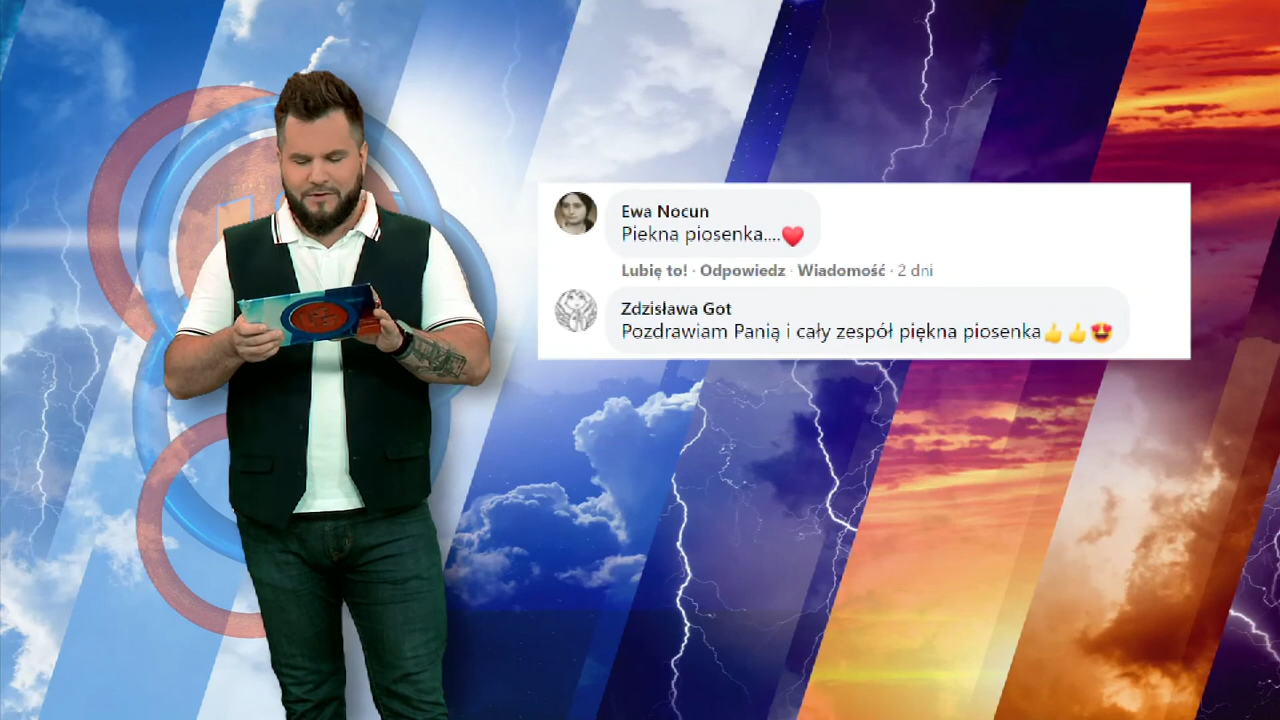 Ewa Nocun
Piekna piosenka....❤️
Lubię to! · Odpowiedz · Wiadomość · 2 dni
Zdzisława Got
Pozdrawiam Panią i cały zespół piękna piosenka👍👍😍